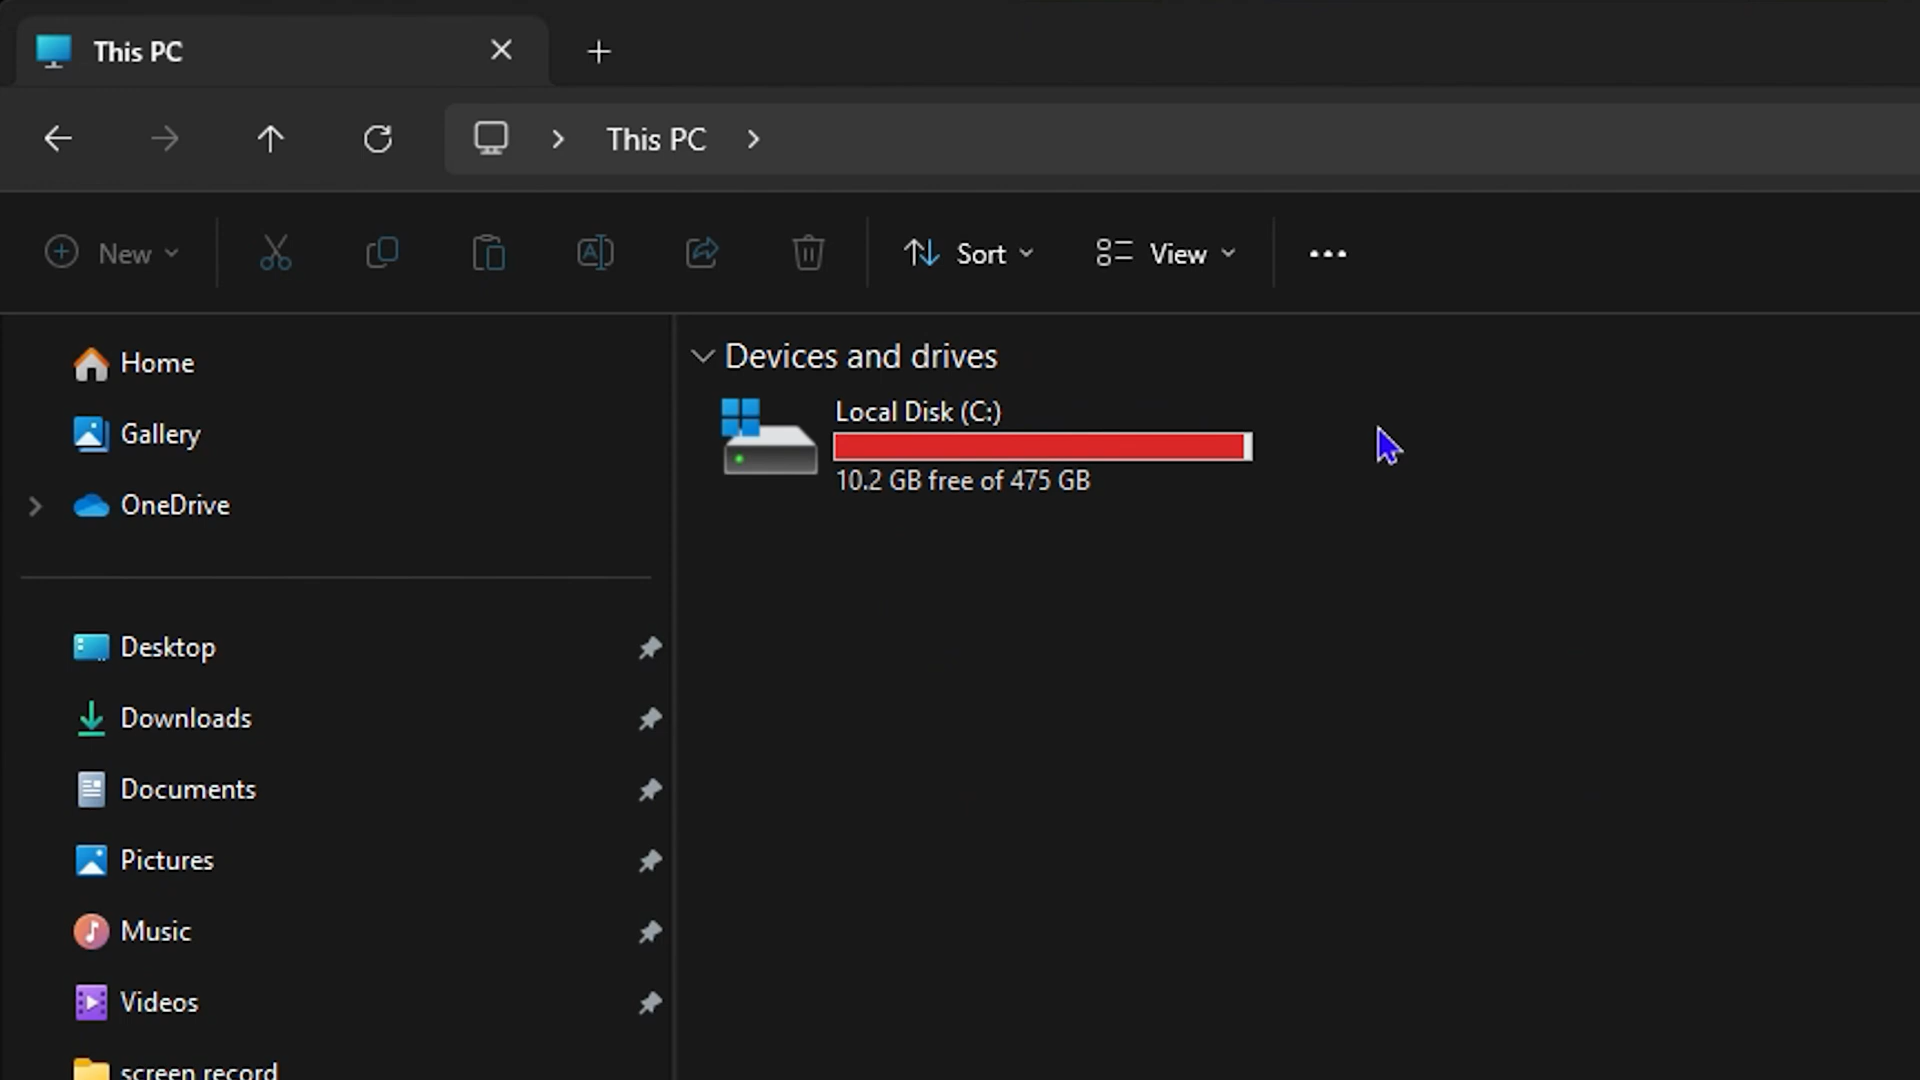 This PC
This PC
New
Sort
View
Home
Gallery
OneDrive
Desktop
Downloads
Documents
Pictures
Music
Videos
screen record
Devices and drives
Local Disk (C:)
10.2 GB free of 475 GB